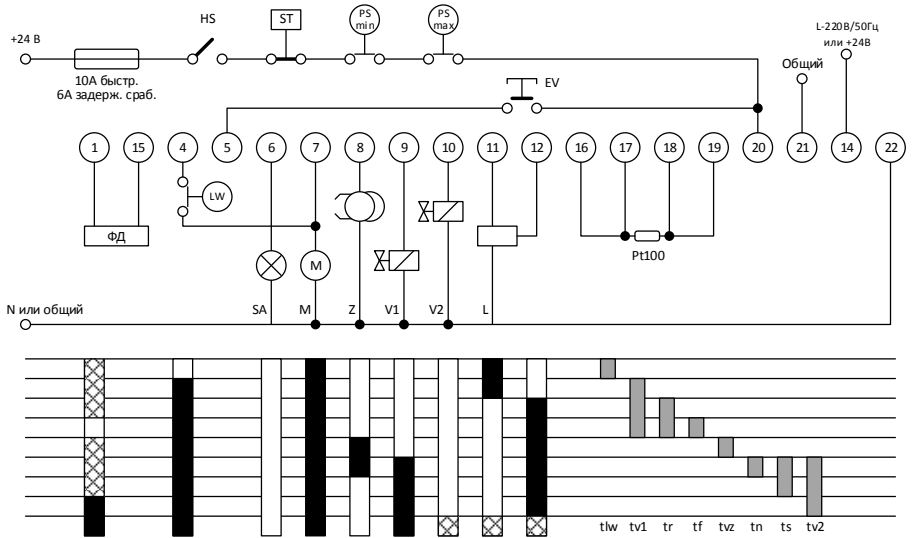 HS
ST
PS
min
PS
max
+24 В
L-220В/50Гц
или +24В
10А быстр.
6А задерж. сраб.
EV
Общий
1
15
4
5
6
7
8
9
10
11
12
16
17
18
19
20
21
14
22
LW
ФД
M
Pt100
N или общий
SA
M
Z
V1
V2
L
tlw
tv1
tr
tf
tvz
tn
ts
tv2